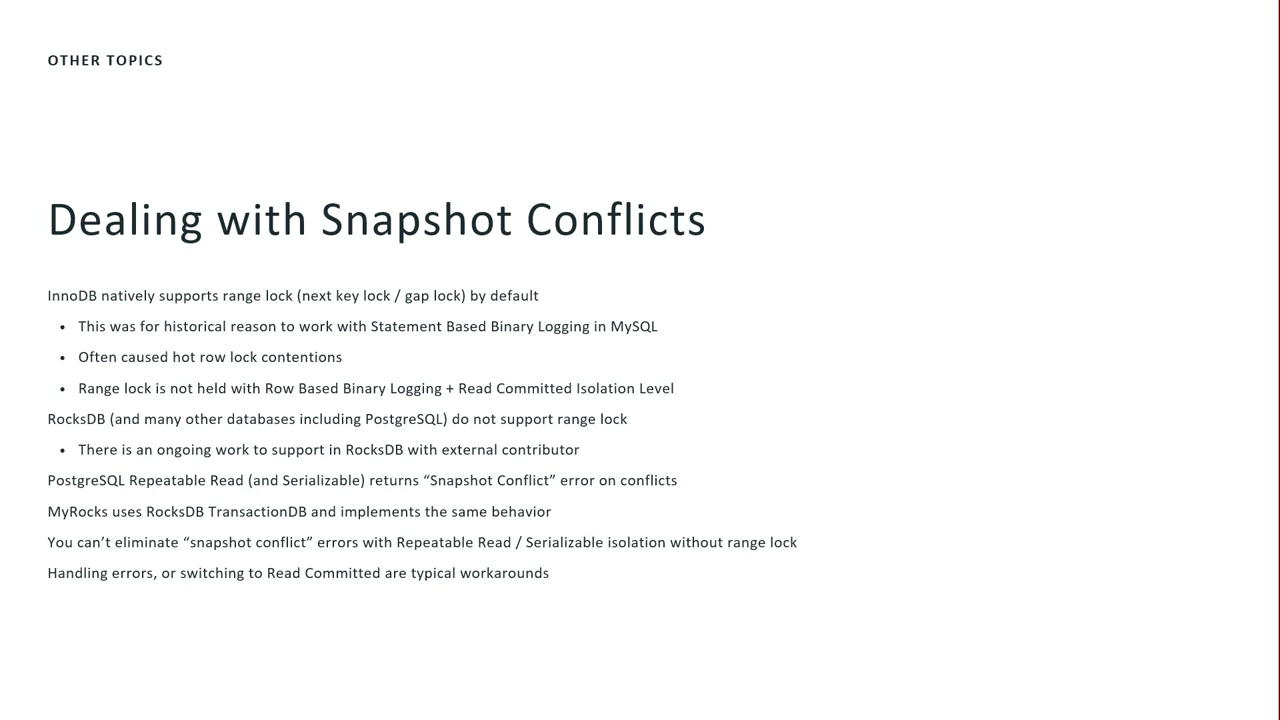 OTHER TOPICS
Dealing with Snapshot Conflicts
InnoDB natively supports range lock (next key lock / gap lock) by default
• This was for historical reason to work with Statement Based Binary Logging in MySQL
• Often caused hot row lock contentions
• Range lock is not held with Row Based Binary Logging + Read Committed Isolation Level
RocksDB (and many other databases including PostgreSQL) do not support range lock
• There is an ongoing work to support in RocksDB with external contributor
PostgreSQL Repeatable Read (and Serializable) returns “Snapshot Conflict” error on conflicts
MyRocks uses RocksDB TransactionDB and implements the same behavior
You can’t eliminate “snapshot conflict” errors with Repeatable Read / Serializable isolation without range lock
Handling errors, or switching to Read Committed are typical workarounds